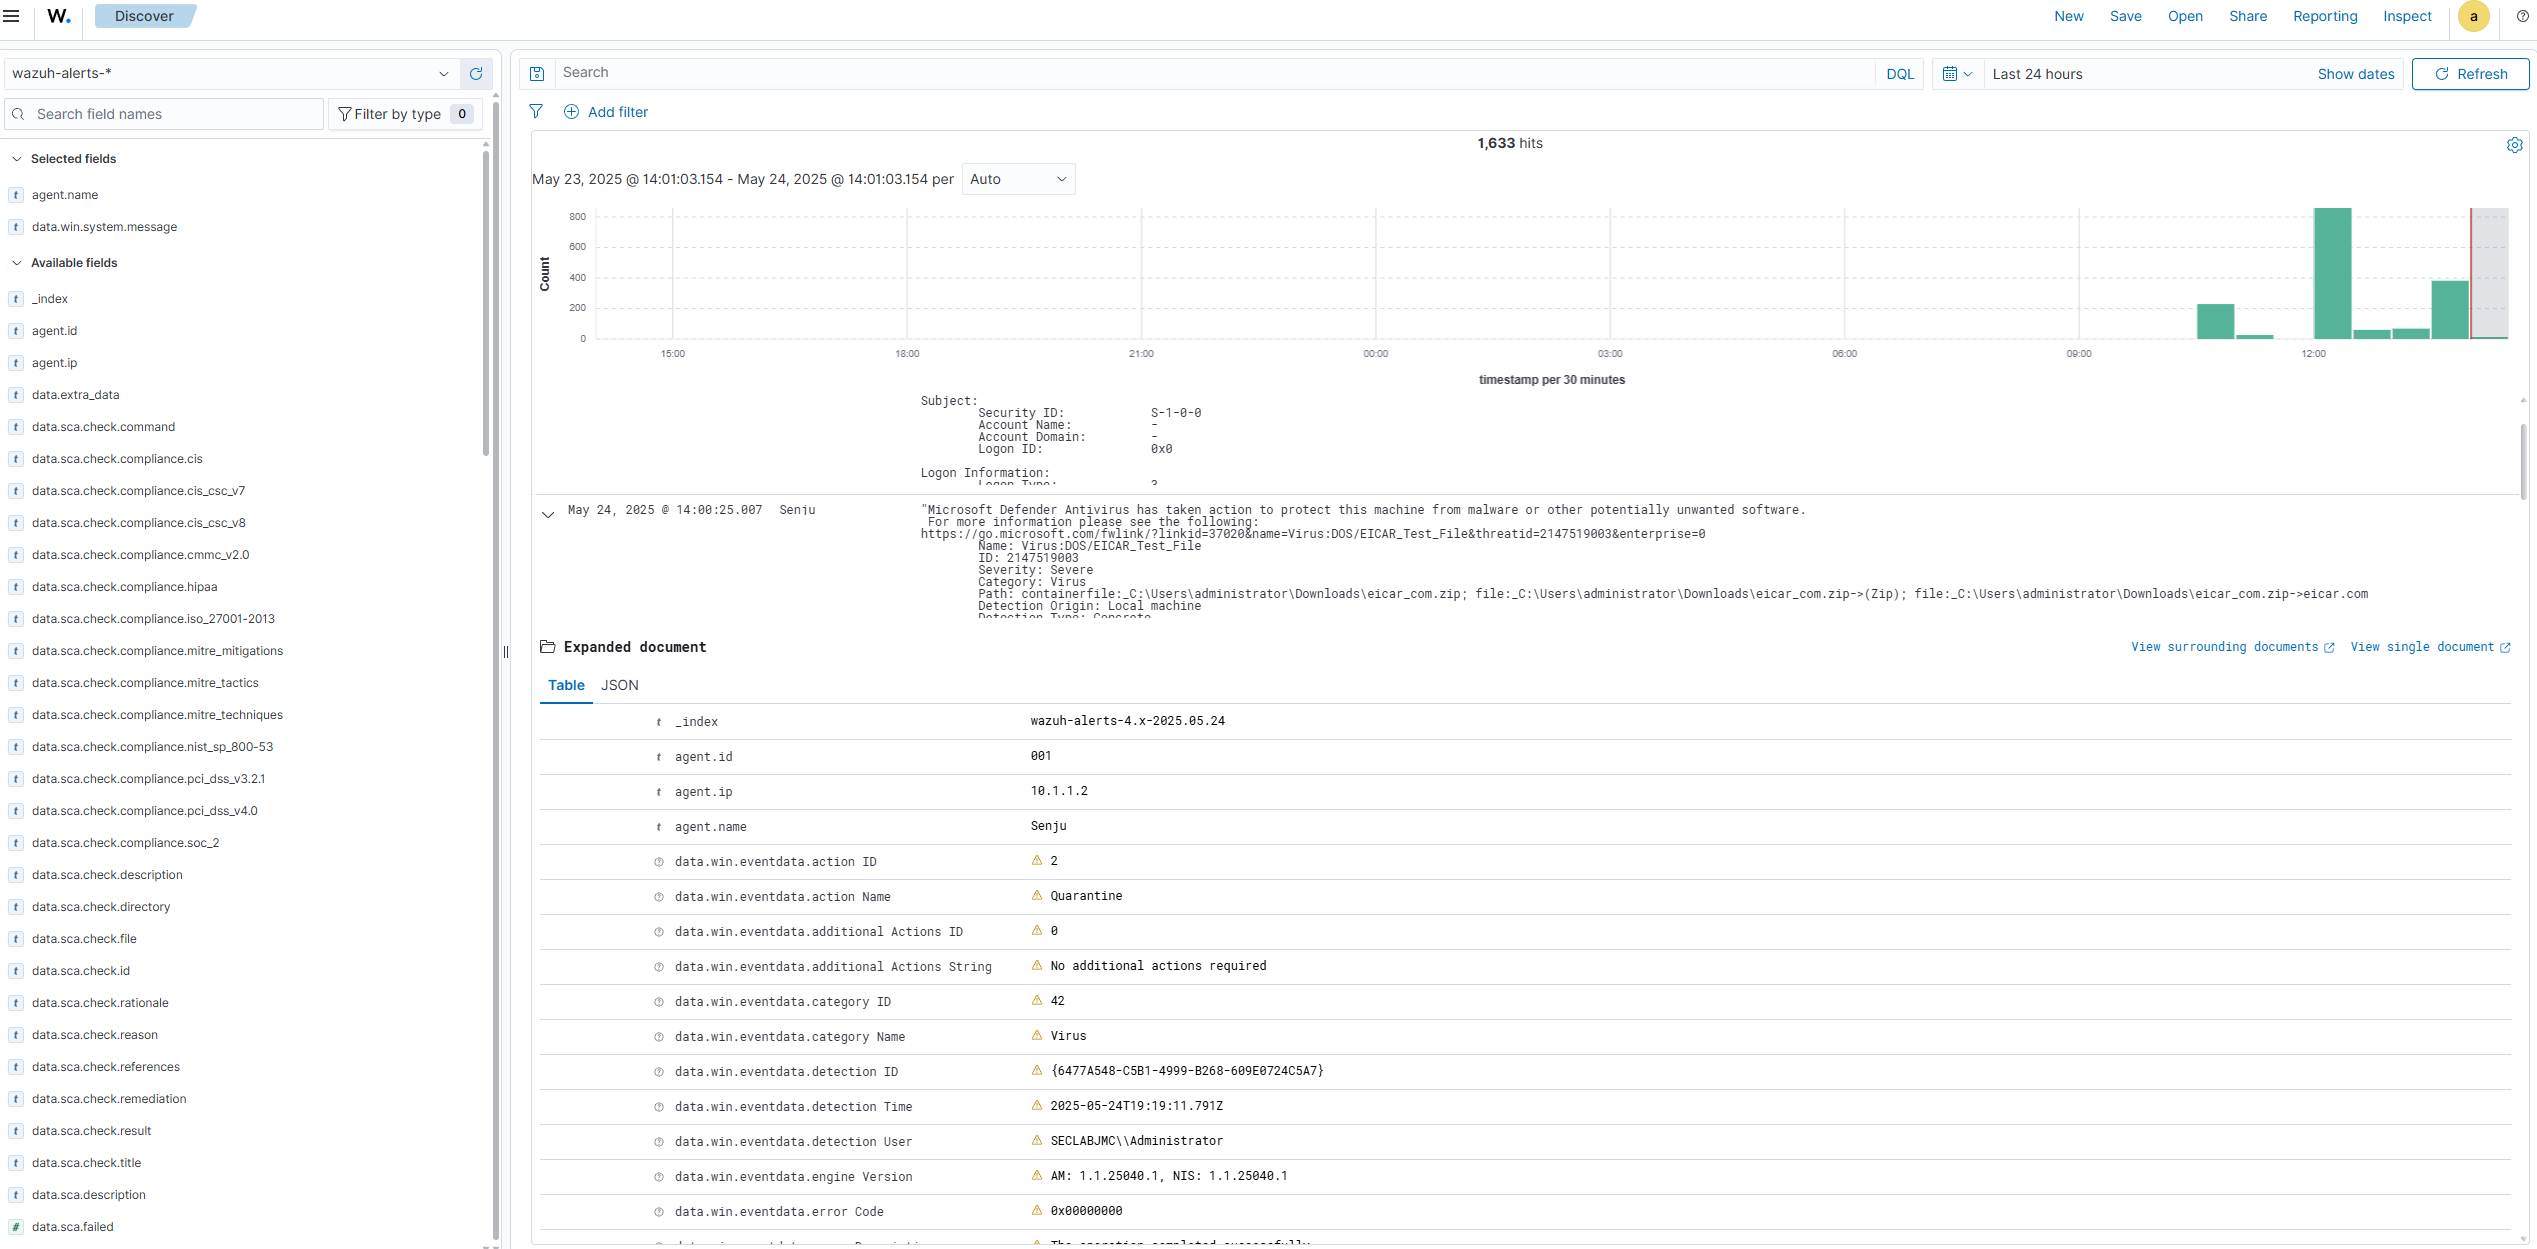 W.
Discover
New Save Open Share Reporting Inspect a
wazuh-alerts-*
Search field names
Filter by type 0
Selected fields
t agent.name
t data.win.system.message
Available fields
t _index
t agent.id
t agent.ip
t data.extra_data
t data.sca.check.command
t data.sca.check.compliance.cis
t data.sca.check.compliance.cis_csc_v7
t data.sca.check.compliance.cis_csc_v8
t data.sca.check.compliance.cmmc_v2.0
t data.sca.check.compliance.hipaa
t data.sca.check.compliance.iso_27001-2013
t data.sca.check.compliance.mitre_mitigations
t data.sca.check.compliance.mitre_tactics
t data.sca.check.compliance.mitre_techniques
t data.sca.check.compliance.nist_sp_800-53
t data.sca.check.compliance.pci_dss_v3.2.1
t data.sca.check.compliance.pci_dss_v4.0
t data.sca.check.compliance.soc_2
t data.sca.check.description
t data.sca.check.directory
t data.sca.check.file
t data.sca.check.id
t data.sca.check.rationale
t data.sca.check.reason
t data.sca.check.references
t data.sca.check.remediation
t data.sca.check.result
t data.sca.check.title
t data.sca.description
# data.sca.failed
Search DQL Last 24 hours Show dates Refresh
Add filter
1,633 hits
May 23, 2025 @ 14:01:03.154 - May 24, 2025 @ 14:01:03.154 per Auto
Count
800
600
400
200
0
15:00 18:00 21:00 00:00 03:00 06:00 09:00 12:00
timestamp per 30 minutes
Subject:
Security ID: S-1-0-0
Account Name: -
Account Domain: -
Logon ID: 0x0
Logon Information:
Logon Type: 3
May 24, 2025 @ 14:00:25.007 Senju "Microsoft Defender Antivirus has taken action to protect this machine from malware or other potentially unwanted software.
For more information please see the following:
https://go.microsoft.com/fwlink/?linkid=37020&name=Virus:DOS/EICAR_Test_File&threatid=2147519003&enterprise=0
Name: Virus:DOS/EICAR_Test_File
ID: 2147519003
Severity: Severe
Category: Virus
Path: containerfile:_C:\Users\administrator\Downloads\eicar_com.zip; file:_C:\Users\administrator\Downloads\eicar_com.zip->(Zip); file:_C:\Users\administrator\Downloads\eicar_com.zip->eicar.com
Detection Origin: Local machine
Detection Type: Concrete
Expanded document
View surrounding documents View single document
Table JSON
t _index wazuh-alerts-4.x-2025.05.24
t agent.id 001
t agent.ip 10.1.1.2
t agent.name Senju
data.win.eventdata.action ID 2
data.win.eventdata.action Name Quarantine
data.win.eventdata.additional Actions ID 0
data.win.eventdata.additional Actions String No additional actions required
data.win.eventdata.category ID 42
data.win.eventdata.category Name Virus
data.win.eventdata.detection ID {6477A548-C5B1-4999-B268-609E0724C5A7}
data.win.eventdata.detection Time 2025-05-24T19:19:11.791Z
data.win.eventdata.detection User SECLABJMC\\Administrator
data.win.eventdata.engine Version AM: 1.1.25040.1, NIS: 1.1.25040.1
data.win.eventdata.error Code 0x00000000
The operation completed successfully